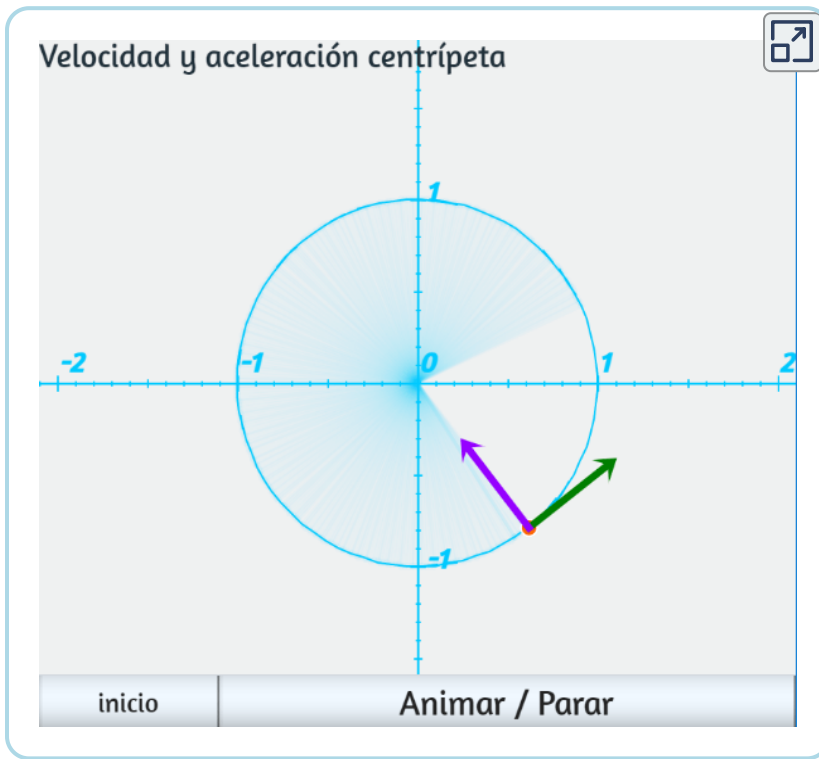 Velocidad y aceleración centrípeta
1
-2 -1 0 1 2
-1
inicio Animar / Parar